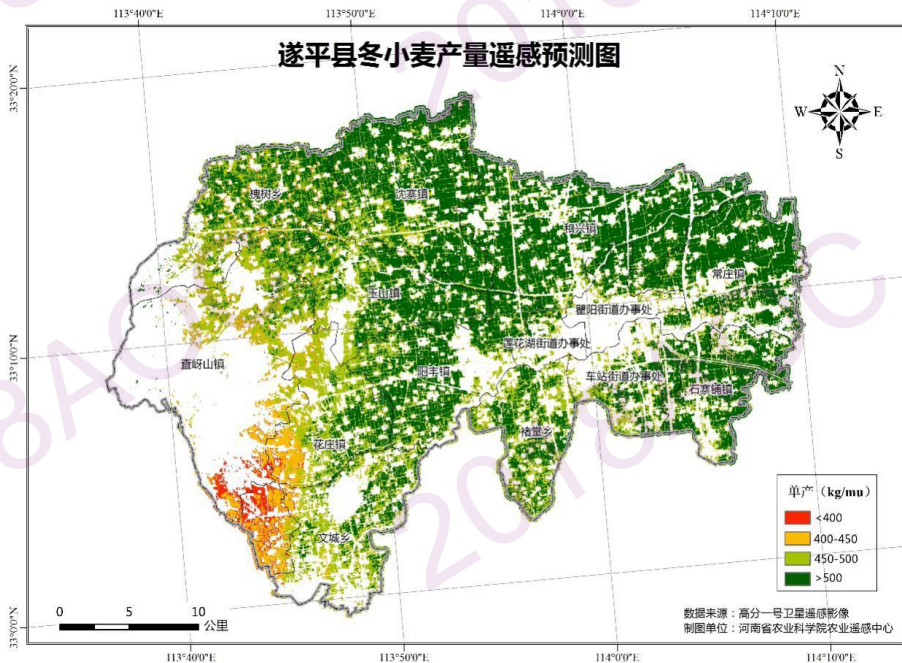 113°40'0"E
113°50'0"E
114°0'0"E
114°10'0"E
遂平县冬小麦产量遥感预测图
33°20'0"N
N
W
E
S
槐树乡
沈寨镇
和兴镇
常庄镇
玉山镇
瞿阳街道办事处
莲花湖街道办事处
33°10'0"N
查岈山镇
阳丰镇
车站街道办事处
石寨铺镇
褚堂乡
花庄镇
文城乡
单产（kg/mu）
<400
400-450
450-500
>500
33°0'0"N
0
5
10
公里
数据来源：高分一号卫星遥感影像
制图单位：河南省农业科学院农业遥感中心
113°40'0"E
113°50'0"E
114°0'0"E
114°10'0"E